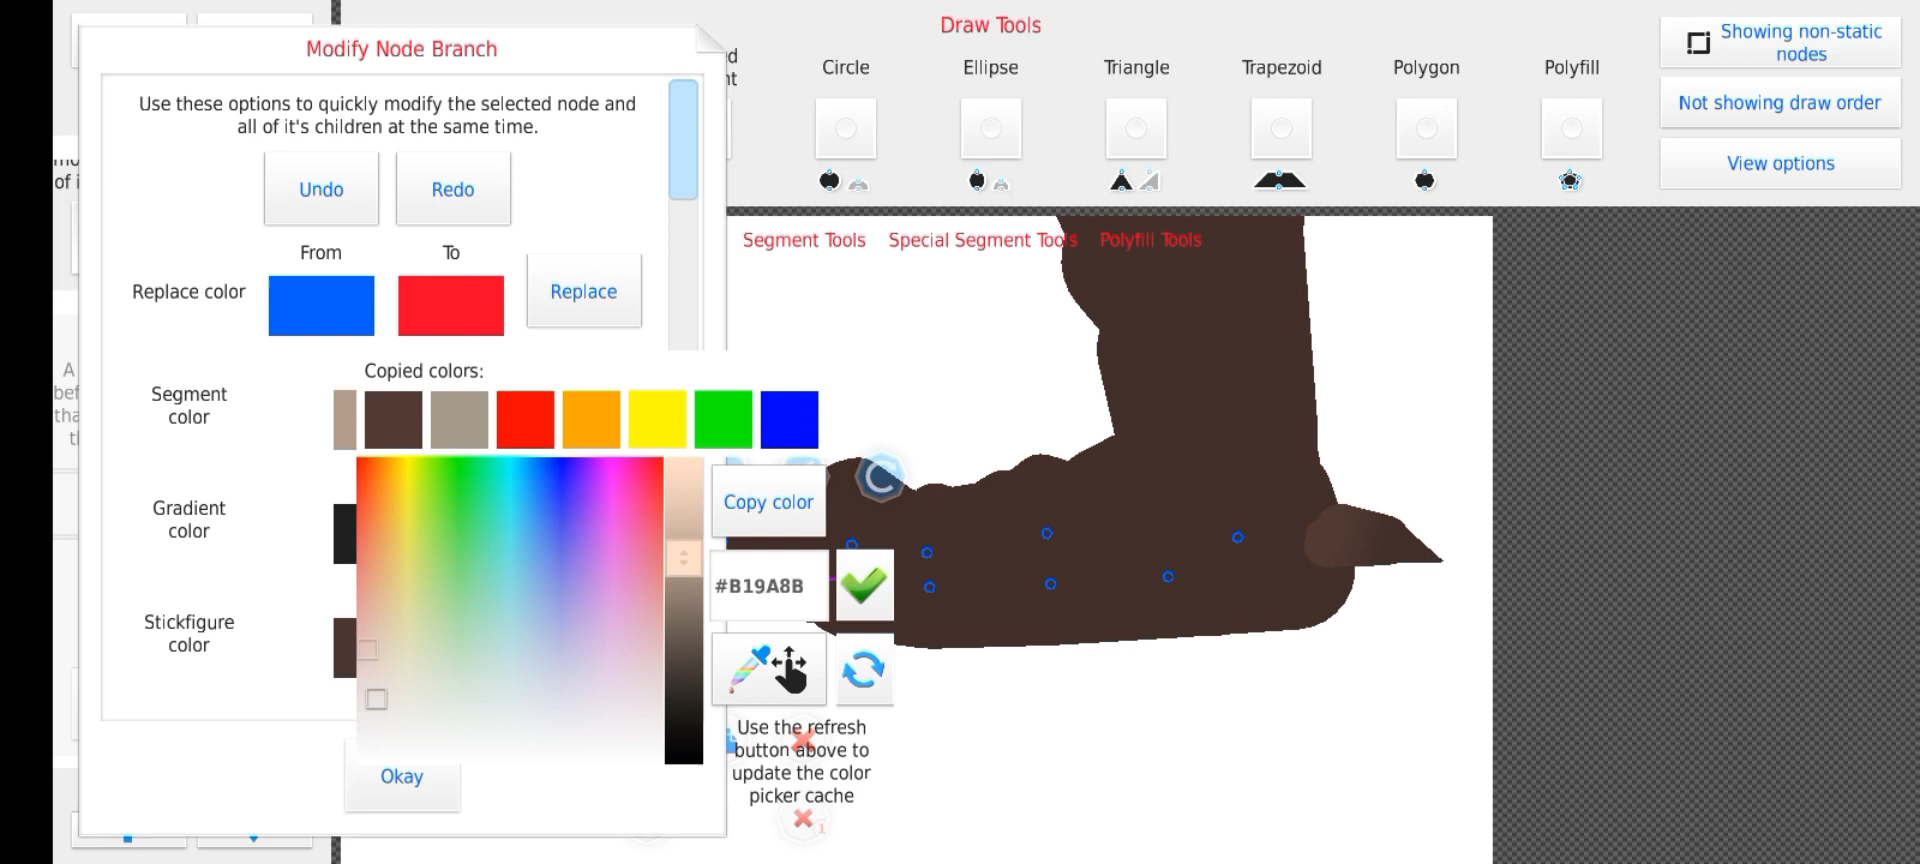 Modify Node Branch
Use these options to quickly modify the selected node and
all of it's children at the same time.
Undo
Redo
From
To
Replace color
Replace
Copied colors:
Segment
color
Gradient
color
Stickfigure
color
Copy color
#B19A8B
Use the refresh
button above to
update the color
picker cache
Okay
Draw Tools
Circle
Ellipse
Triangle
Trapezoid
Polygon
Polyfill
Segment Tools
Special Segment Tools
Polyfill Tools
Showing non-static
nodes
Not showing draw order
View options
of i
A
bef
tha
C
1